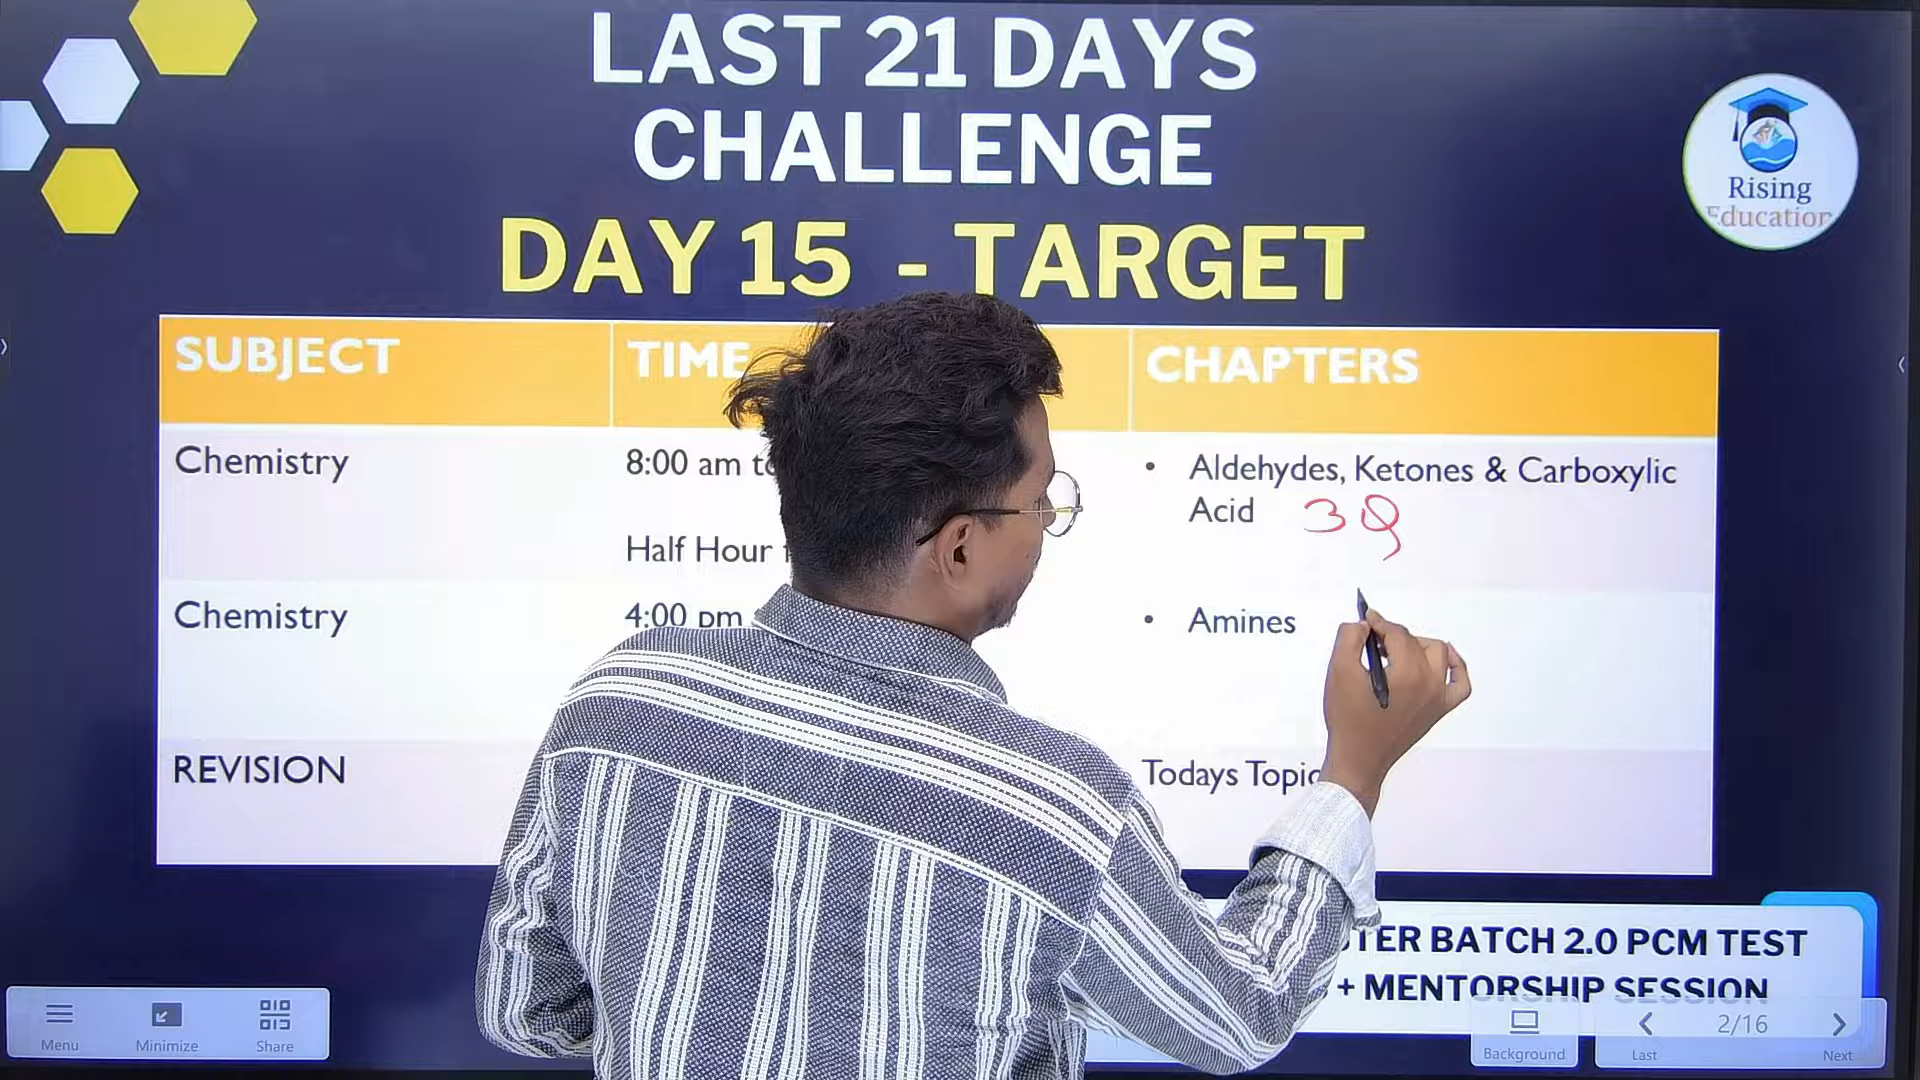 LAST 21 DAYS
CHALLENGE
DAY 15 - TARGET
Rising
Education
SUBJECT
TIME
CHAPTERS
Chemistry
8:00 am
Half Hour
• Aldehydes, Ketones & Carboxylic
Acid 3Q
Chemistry
4:00 pm
• Amines
REVISION
Todays
BATCH 2.0 PCM TEST
+ MENTORSHIP SESSION
Menu
Minimize
Share
Background
Last
2/16
Next